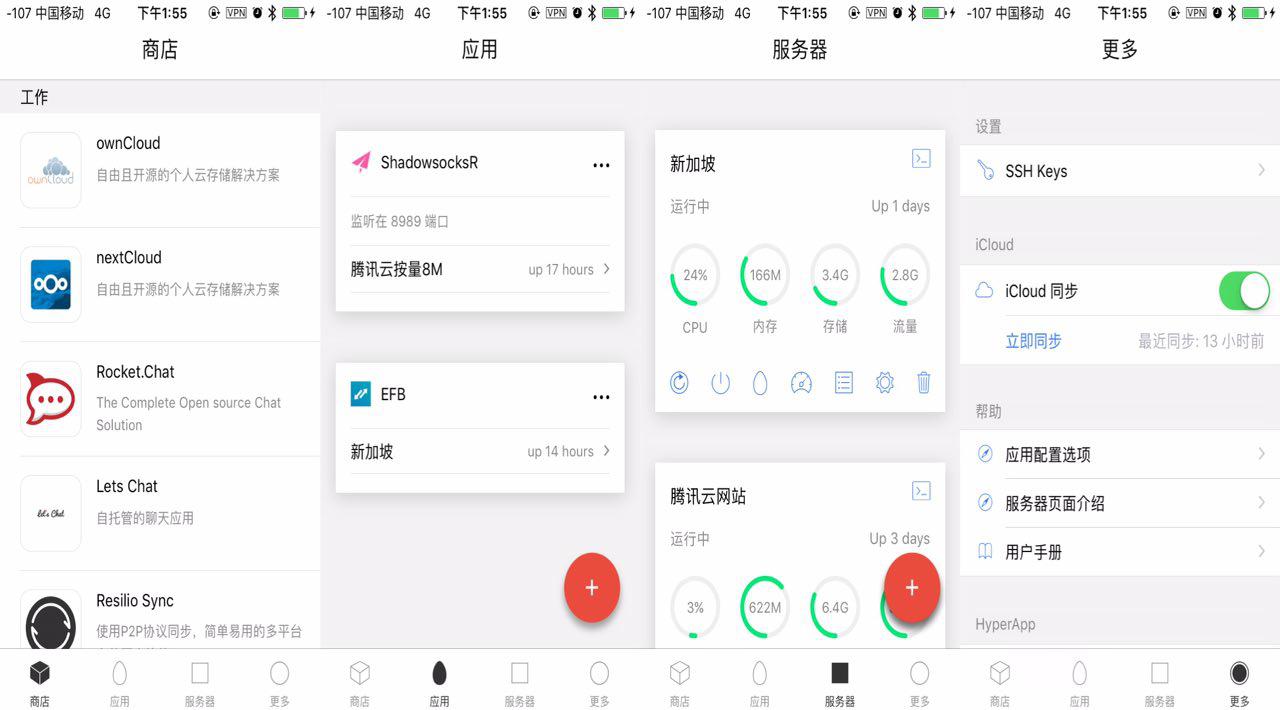 -107 中国移动 4G 下午1:55 VPN
商店
工作
ownCloud
ownCloud
自由且开源的个人云存储解决方案
nextCloud
自由且开源的个人云存储解决方案
Rocket.Chat
The Complete Open source Chat
Solution
Lets Chat
let's Chat
自托管的聊天应用
Resilio Sync
使用P2P协议同步，简单易用的多平台
商店 应用 服务器 更多
-107 中国移动 4G 下午1:55 VPN
应用
ShadowsocksR
监听在 8989 端口
腾讯云按量8M up 17 hours
EFB
新加坡 up 14 hours
+
商店 应用 服务器 更多
-107 中国移动 4G 下午1:55 VPN
服务器
新加坡
运行中 Up 1 days
24% 166M 3.4G 2.8G
CPU 内存 存储 流量
腾讯云网站
运行中 Up 3 days
3% 622M 6.4G
+
商店 应用 服务器 更多
-107 中国移动 4G 下午1:55 VPN
更多
设置
SSH Keys
iCloud
iCloud 同步
立即同步 最近同步: 13 小时前
帮助
应用配置选项
服务器页面介绍
用户手册
HyperApp
商店 应用 服务器 更多